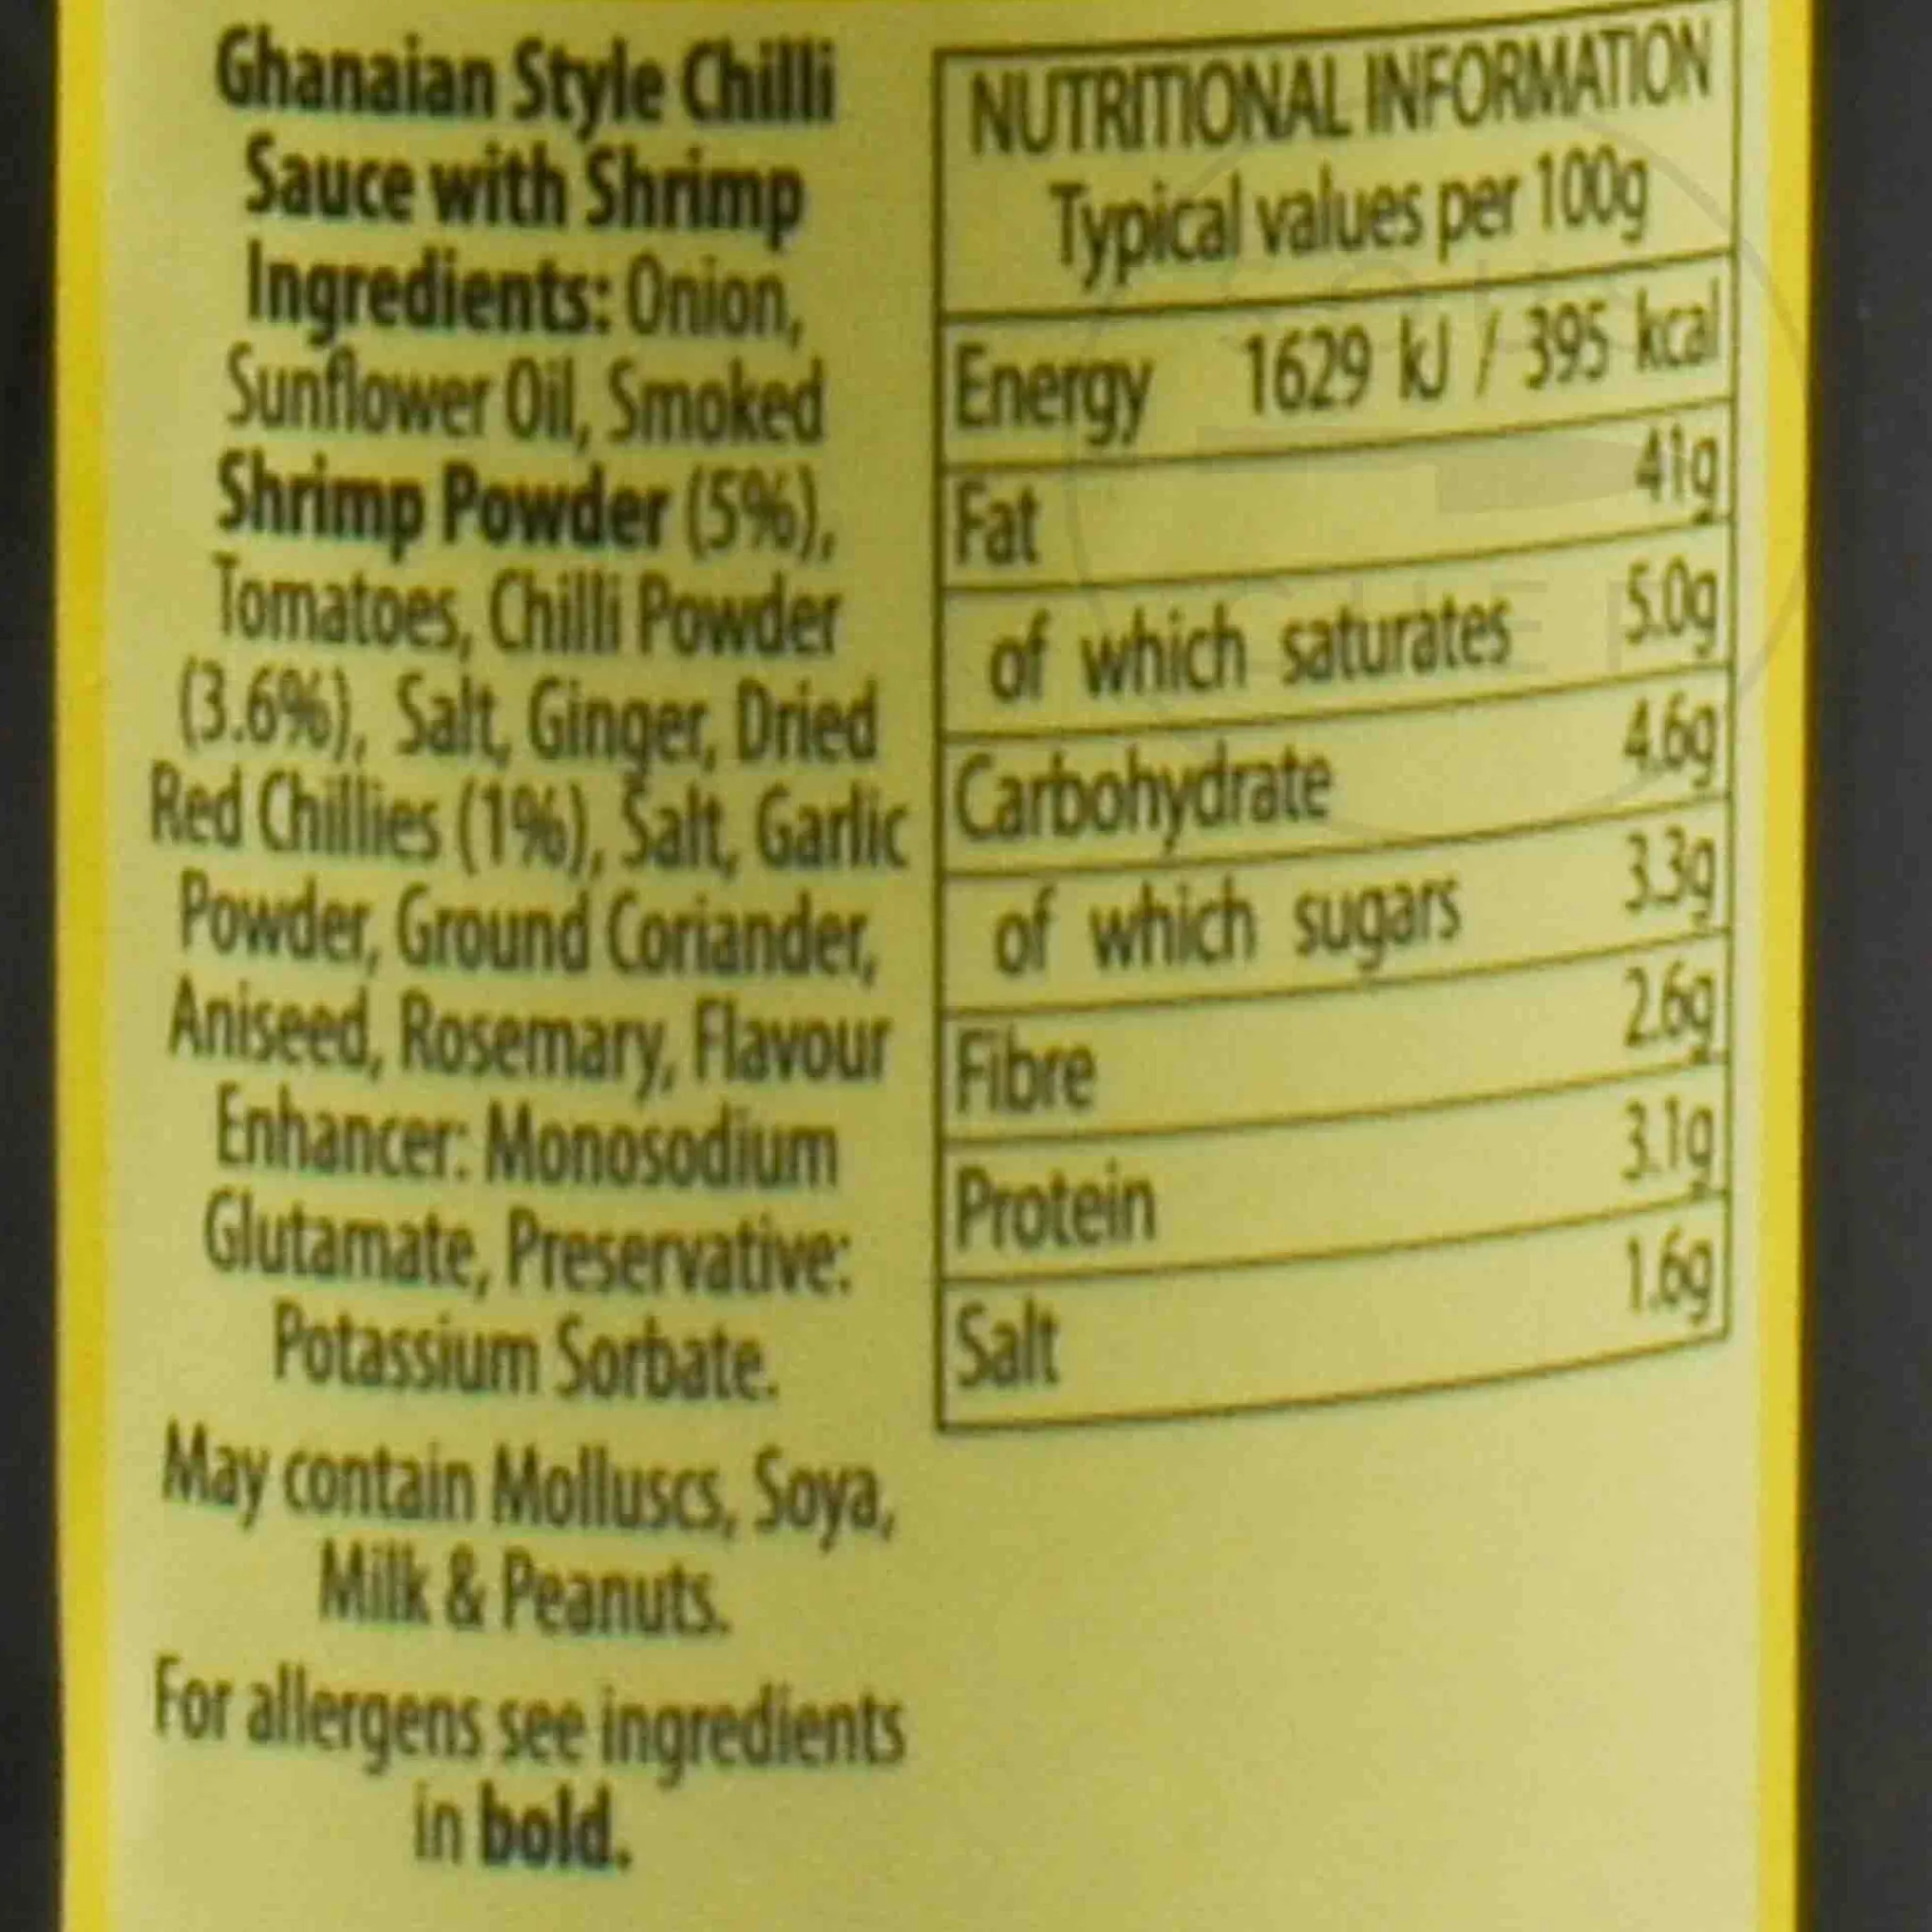 Ghanaian Style Chilli
Sauce with Shrimp
Ingredients: Onion,
Sunflower Oil, Smoked
Shrimp Powder (5%),
Tomatoes, Chilli Powder
(3.6%), Salt, Ginger, Dried
Red Chillies (1%), Salt, Garlic
Powder, Ground Coriander,
Aniseed, Rosemary, Flavour
Enhancer: Monosodium
Glutamate, Preservative:
Potassium Sorbate.
May contain Molluscs, Soya,
Milk & Peanuts.
For allergens see ingredients
in bold.
NUTRITIONAL INFORMATION
Typical values per 100g
Energy 1629 kJ / 395 kcal
Fat 41g
of which saturates 5.0g
Carbohydrate 4.6g
of which sugars 3.3g
Fibre 2.6g
Protein 3.1g
Salt 1.6g